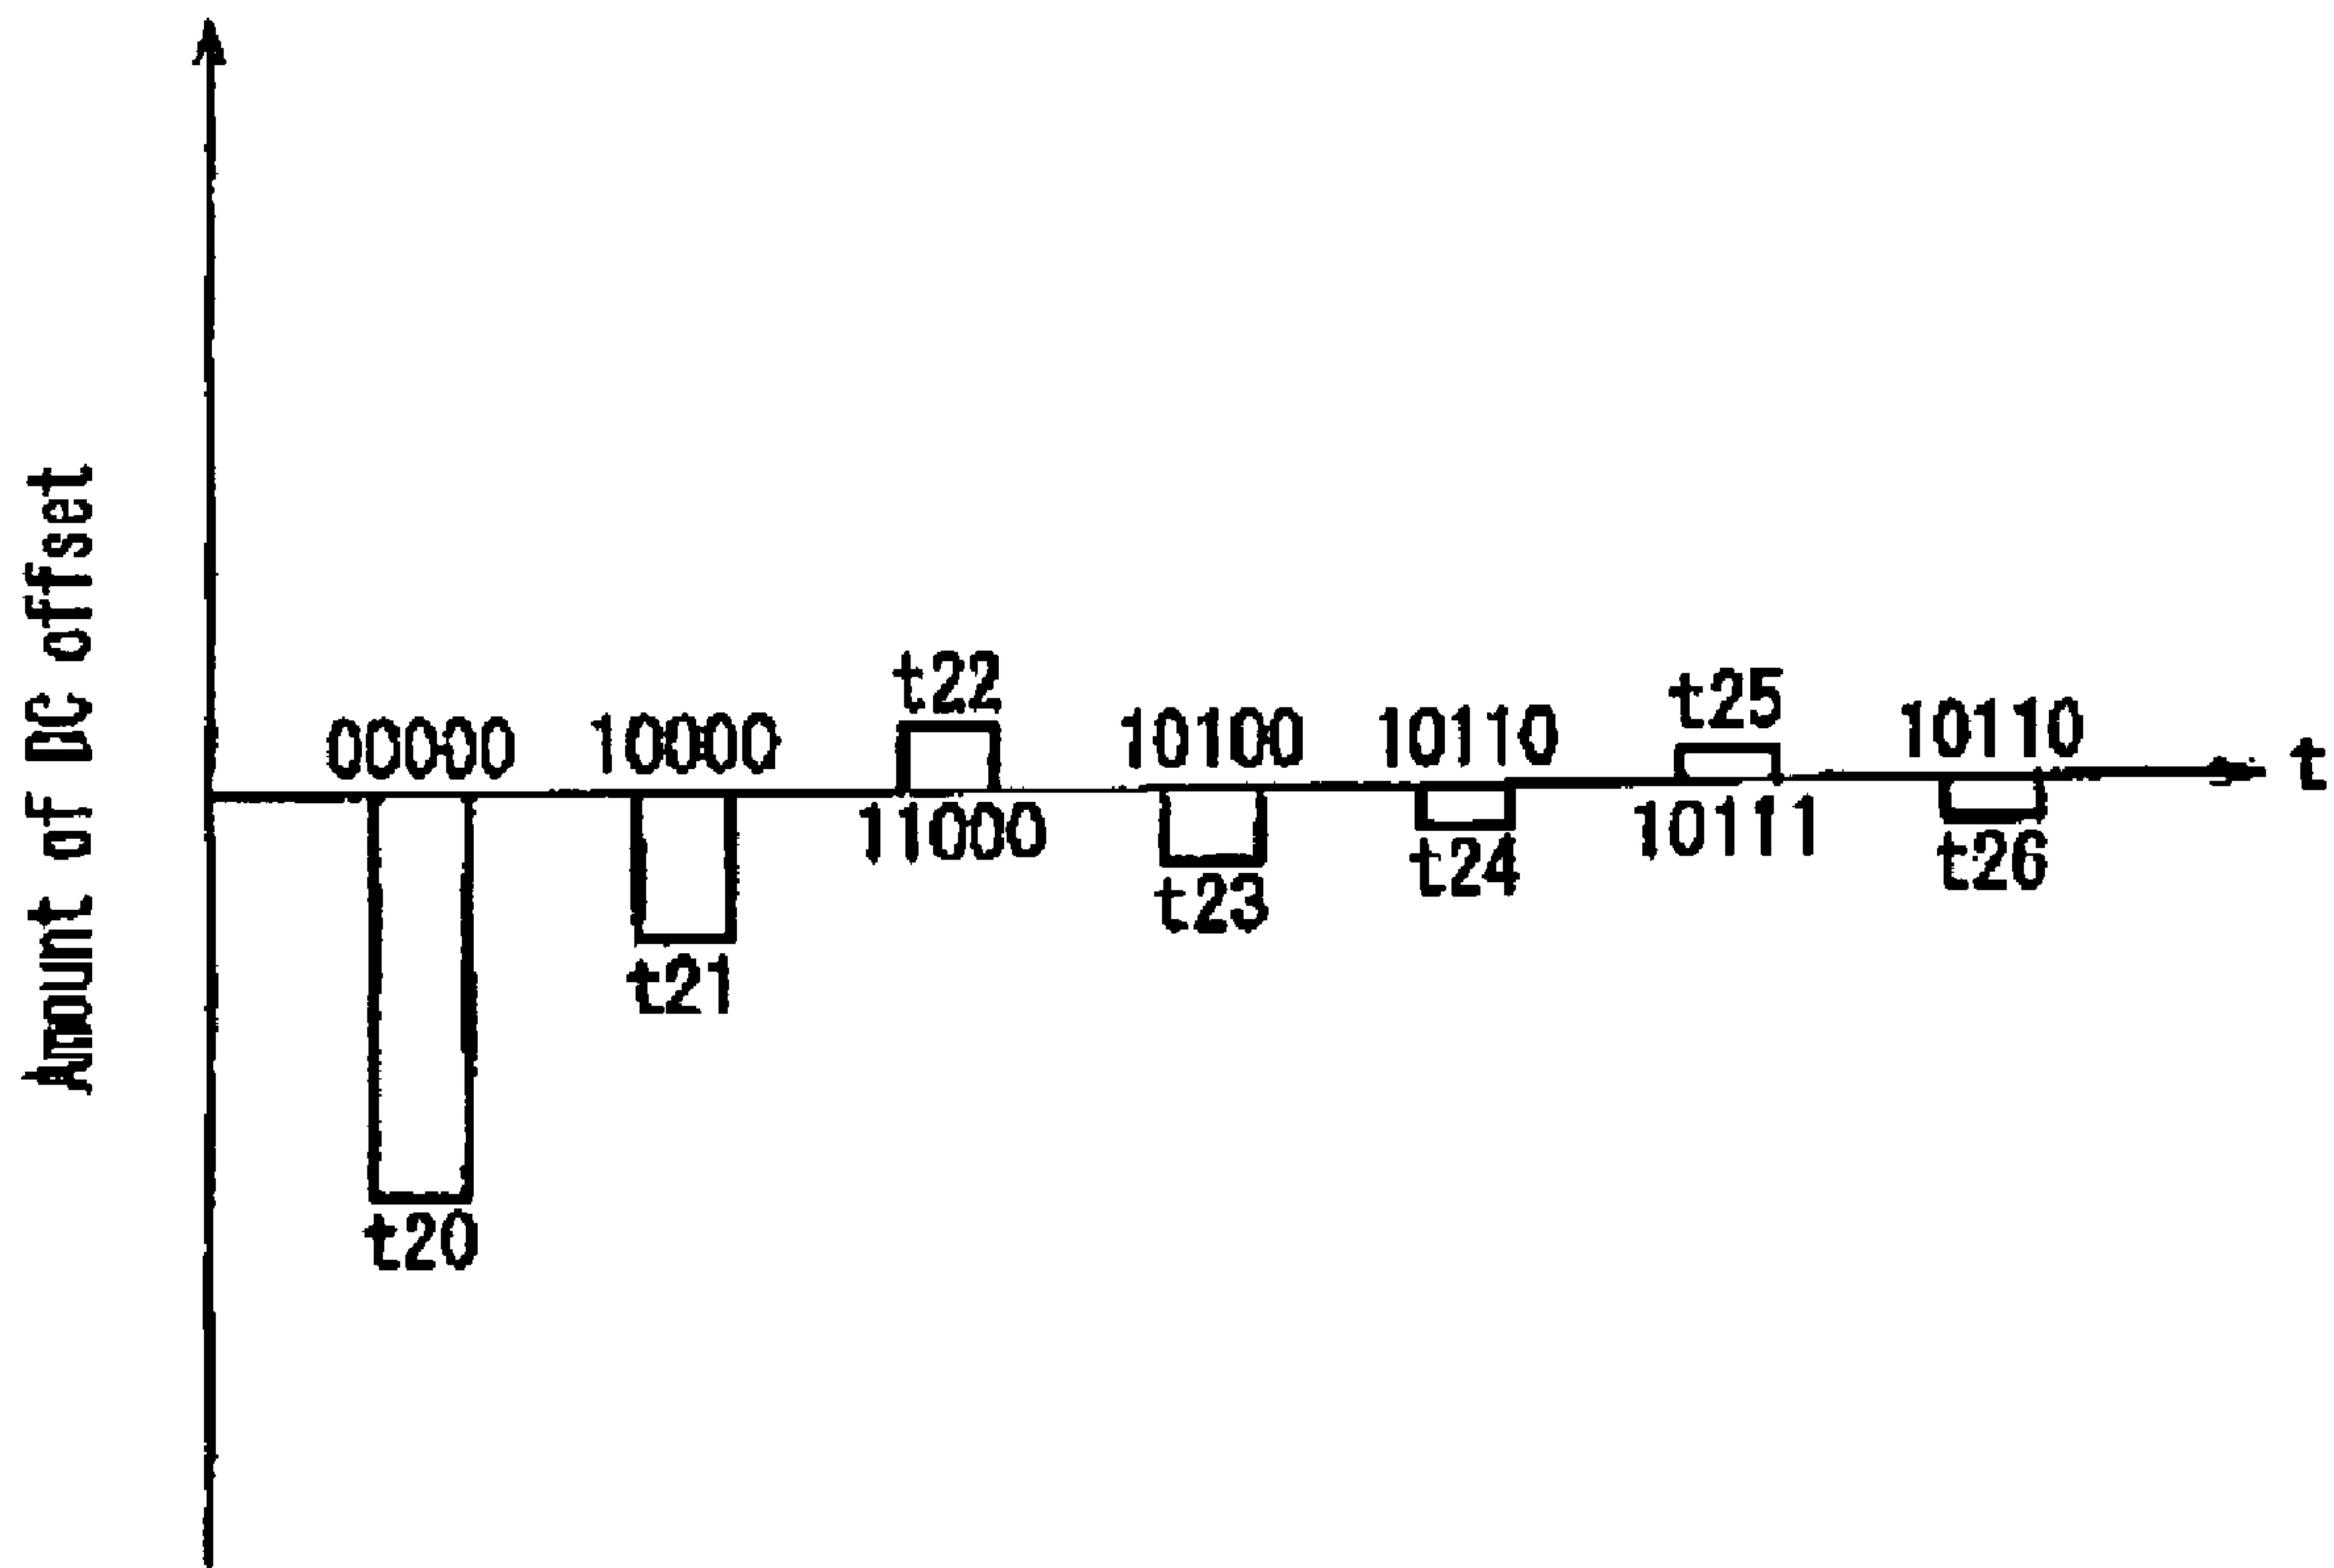 Amount of DC offset
t22
t25
00000
10000
10100
10110
10110
t
11000
10111
t23
t24
t26
t21
t20